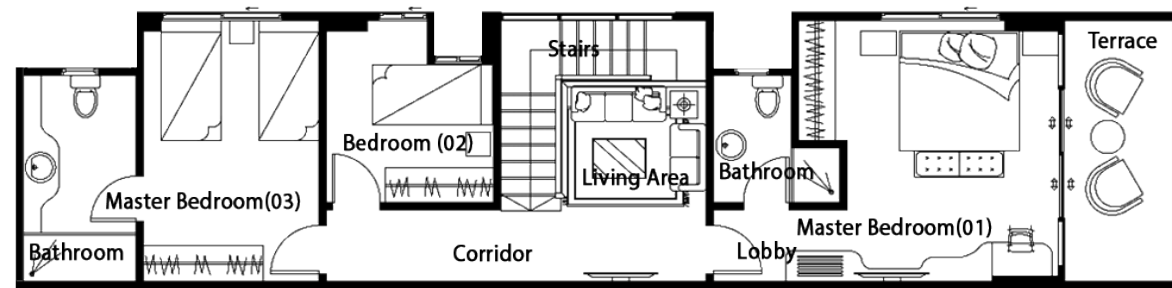 Stairs
Terrace
Bedroom (02)
Living Area
Bathroom
Master Bedroom(03)
Master Bedroom(01)
Bathroom
Corridor
Lobby